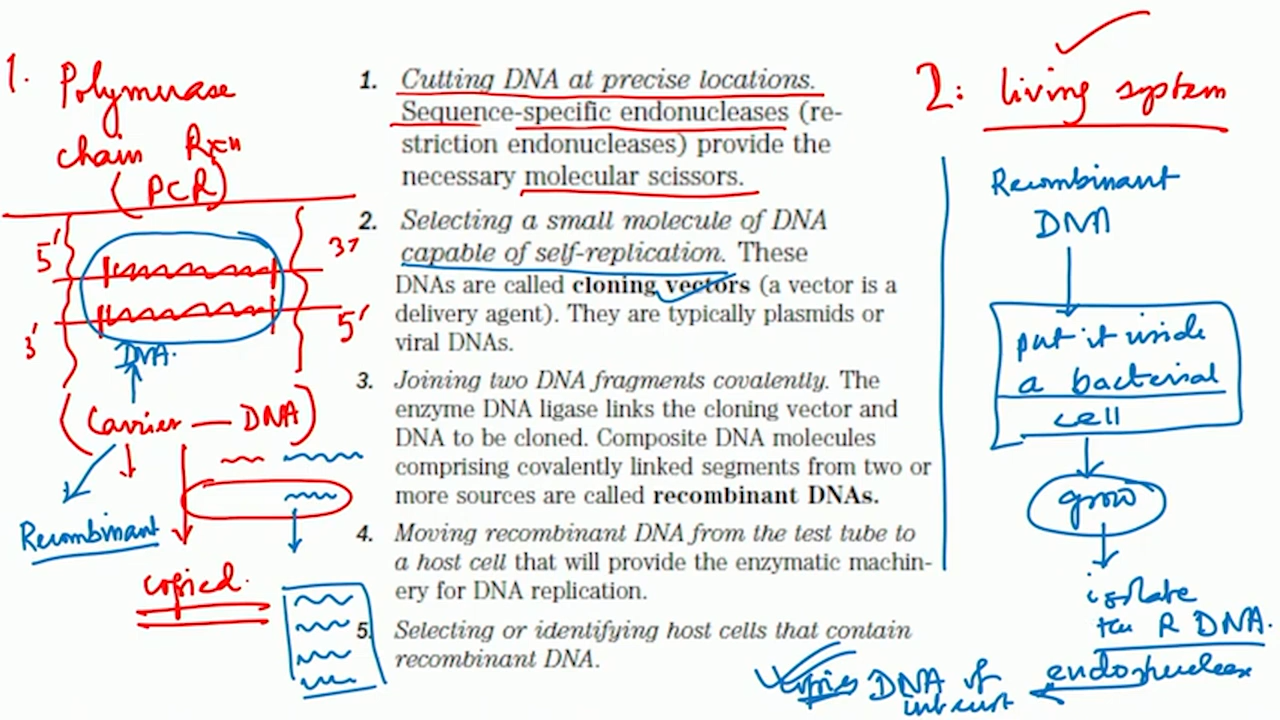 1. Polymerase
chain Rxn
(PCR)
5' 3'
3' 5'
DNA.
(Carrier — DNA)
Recombinant
copied.
1. Cutting DNA at precise locations.
Sequence-specific endonucleases (re-
striction endonucleases) provide the
necessary molecular scissors.
2. Selecting a small molecule of DNA
capable of self-replication. These
DNAs are called cloning vectors (a vector is a
delivery agent). They are typically plasmids or
viral DNAs.
3. Joining two DNA fragments covalently. The
enzyme DNA ligase links the cloning vector and
DNA to be cloned. Composite DNA molecules
comprising covalently linked segments from two or
more sources are called recombinant DNAs.
4. Moving recombinant DNA from the test tube to
a host cell that will provide the enzymatic machin-
ery for DNA replication.
5. Selecting or identifying host cells that contain
recombinant DNA.
2: living system
Recombinant
DNA
put it inside
a bacterial
cell
grow
isolate
the R DNA.
endonuclease
copies DNA of
interest